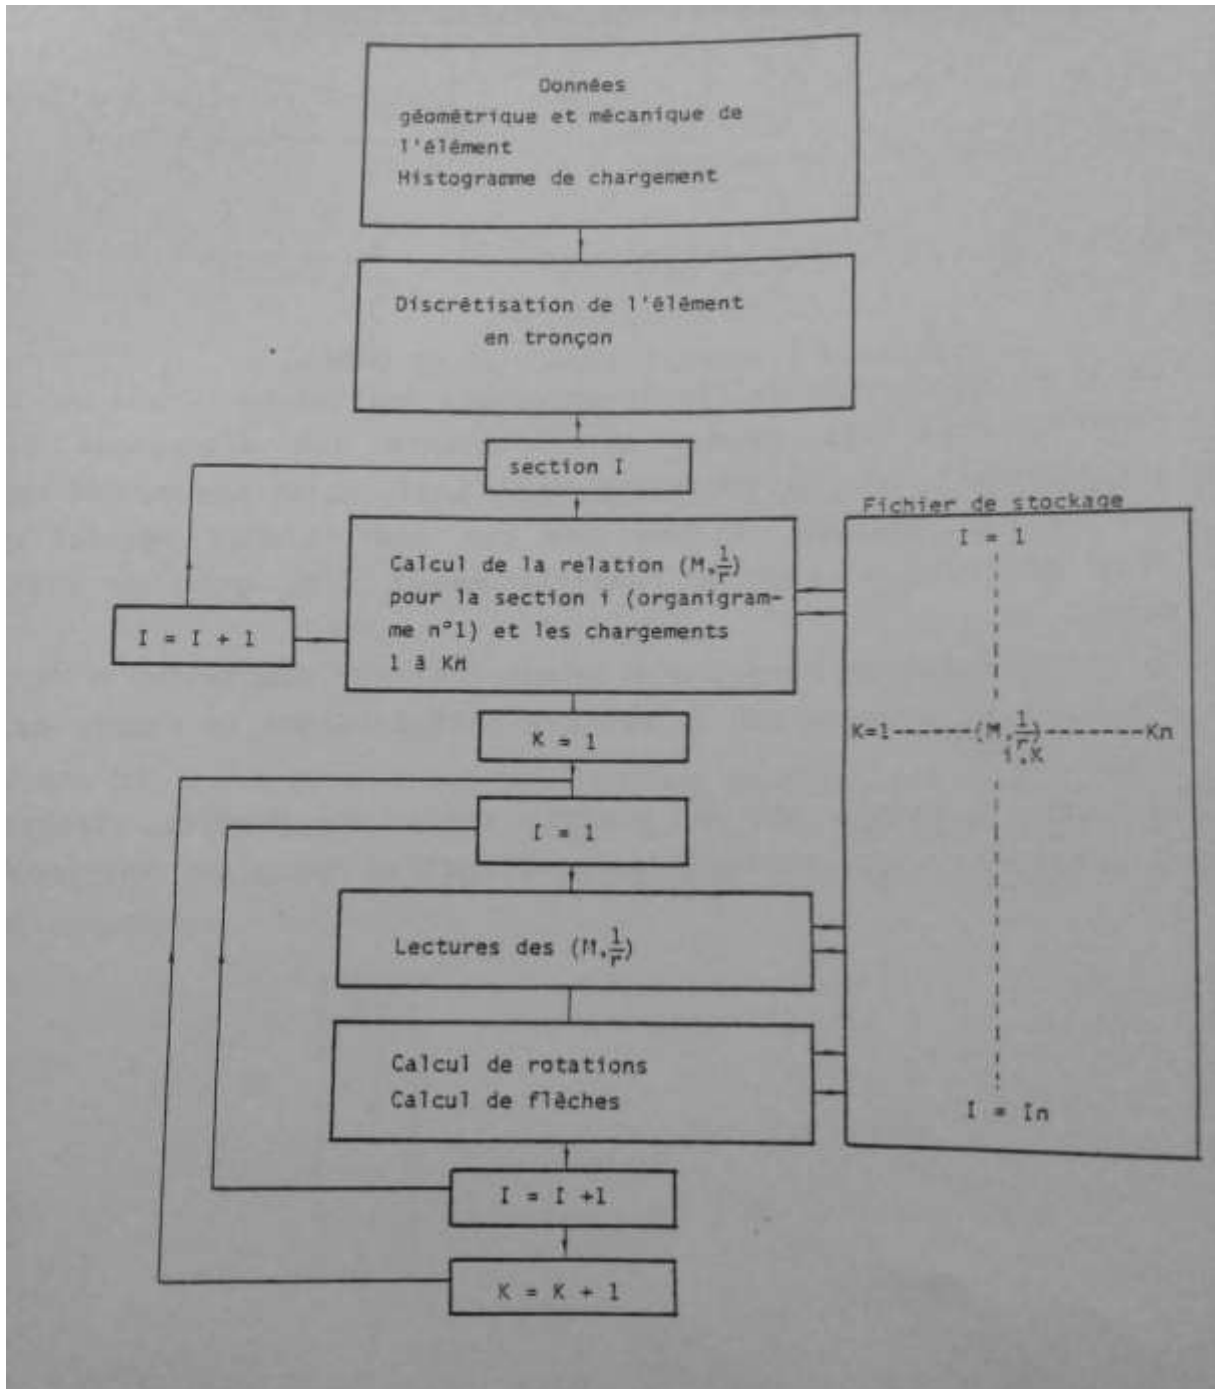 Données
géométrique et mécanique de
l'élément
Histogramme de chargement
Discrétisation de l'élément
en tronçon
section I
Fichier de stockage
I = 1
Calcul de la relation (M,1/r)
pour la section i (organigram-
me n°1) et les chargements
1 à Kn
I = I + 1
K = 1
K=1------(M,1/r)-------Kn
i,K
I = 1
Lectures des (M,1/r)
Calcul de rotations
Calcul de flèches
I = In
I = I +1
K = K + 1